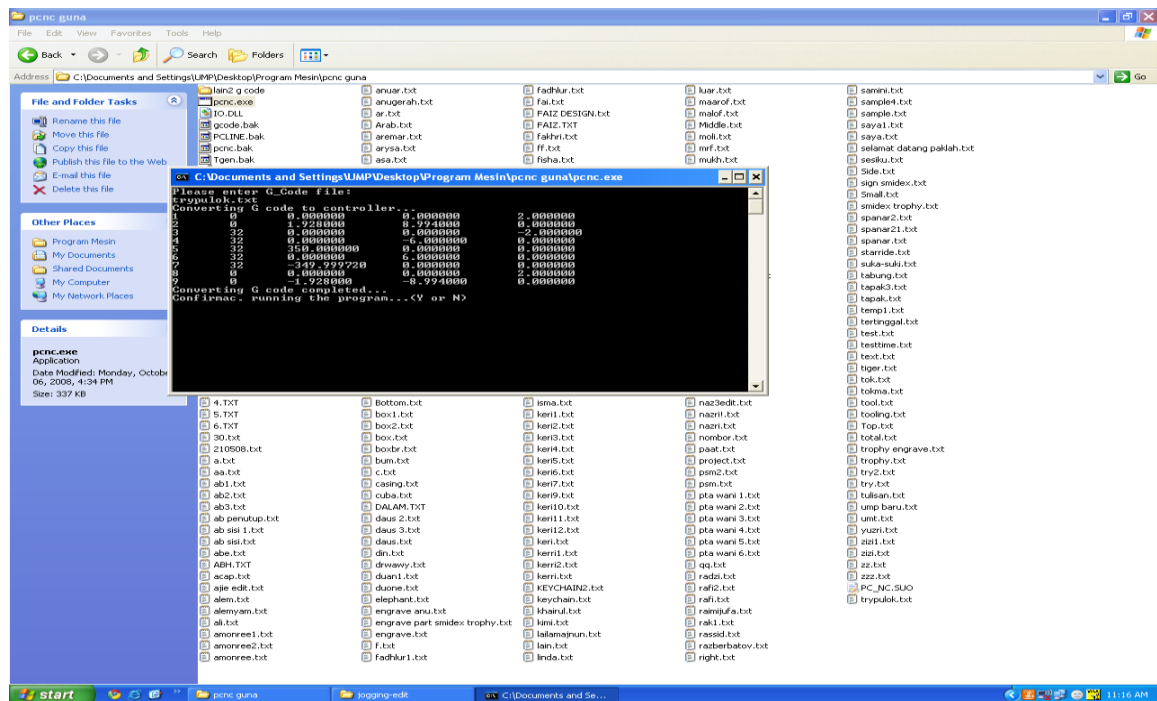 pcnc guna
File Edit View Favorites Tools Help
Back Search Folders
Address C:\Documents and Settings\UMP\Desktop\Program Mesin\pcnc guna Go
File and Folder Tasks
Rename this file
Move this file
Copy this file
Publish this file to the Web
E-mail this file
Delete this file
Other Places
Program Mesin
My Documents
Shared Documents
My Computer
My Network Places
Details
pcnc.exe
Application
Date Modified: Monday, Octobe
06, 2008, 4:34 PM
Size: 337 KB
lain2 g code
pcnc.exe
IO.DLL
gcode.bak
PCLINE.bak
pcnc.bak
Tgen.bak
anuar.txt
anugerah.txt
ar.txt
Arab.txt
aremar.txt
arysa.txt
asa.txt
fadhlur.txt
fai.txt
FAIZ DESIGN.txt
FAIZ.TXT
fakhri.txt
ff.txt
fisha.txt
luar.txt
maarof.txt
malof.txt
Middle.txt
moli.txt
mrf.txt
mukh.txt
C:\Documents and Settings\UMP\Desktop\Program Mesin\pcnc guna\pcnc.exe
Please enter G_Code file:
trypulok.txt
Converting G code to controller...
1 0 0.000000 0.000000 2.000000
2 0 1.928000 8.994000 0.000000
3 32 0.000000 0.000000 -2.000000
4 32 0.000000 -6.000000 0.000000
5 32 350.000000 0.000000 0.000000
6 32 0.000000 6.000000 0.000000
7 32 -349.999720 0.000000 0.000000
8 0 0.000000 0.000000 2.000000
9 0 -1.928000 -8.994000 0.000000
Converting G code completed...
Confirmac. running the program...(Y or N)
4.TXT
5.TXT
6.TXT
30.txt
210508.txt
a.txt
aa.txt
ab1.txt
ab2.txt
ab3.txt
ab penutup.txt
ab sisi 1.txt
ab sisi.txt
abe.txt
ABH.TXT
acap.txt
ajie edit.txt
alem.txt
alemyam.txt
ali.txt
amonree1.txt
amonree2.txt
amonree.txt
Bottom.txt
box1.txt
box2.txt
box.txt
boxbr.txt
bum.txt
c.txt
casing.txt
cuba.txt
DALAM.TXT
daus 2.txt
daus 3.txt
daus.txt
din.txt
drwawy.txt
duan1.txt
duone.txt
elephant.txt
engrave anu.txt
engrave part smidex trophy.txt
engrave.txt
f.txt
fadhlur1.txt
isma.txt
keri1.txt
keri2.txt
keri3.txt
keri4.txt
keri5.txt
keri6.txt
keri7.txt
keri9.txt
keri10.txt
keri11.txt
keri12.txt
keri.txt
kerri1.txt
kerri2.txt
kerri.txt
KEYCHAIN2.txt
keychain.txt
khairul.txt
kimi.txt
lailamajnun.txt
lain.txt
linda.txt
naz3edit.txt
nazri!.txt
nazri.txt
nombor.txt
paat.txt
project.txt
psm2.txt
psm.txt
pta wani 1.txt
pta wani 2.txt
pta wani 3.txt
pta wani 4.txt
pta wani 5.txt
pta wani 6.txt
qq.txt
radzi.txt
rafi2.txt
rafi.txt
raimijufa.txt
rak1.txt
rassid.txt
razberbatov.txt
right.txt
samini.txt
sample4.txt
sample.txt
saya1.txt
saya.txt
selamat datang paklah.txt
sesiku.txt
Side.txt
sign smidex.txt
Small.txt
smidex trophy.txt
spanar2.txt
spanar21.txt
spanar.txt
starride.txt
suka-suki.txt
tabung.txt
tapak3.txt
tapak.txt
temp1.txt
tertinggal.txt
test.txt
testtime.txt
text.txt
tiger.txt
tok.txt
tokma.txt
tool.txt
tooling.txt
Top.txt
total.txt
trophy engrave.txt
trophy.txt
try2.txt
try.txt
tulisan.txt
ump baru.txt
umt.txt
yuzri.txt
zizi1.txt
zizi.txt
zz.txt
zzz.txt
PC_NC.SUO
trypulok.txt
start pcnc guna jogging-edit C:\Documents and Se... 11:16 AM